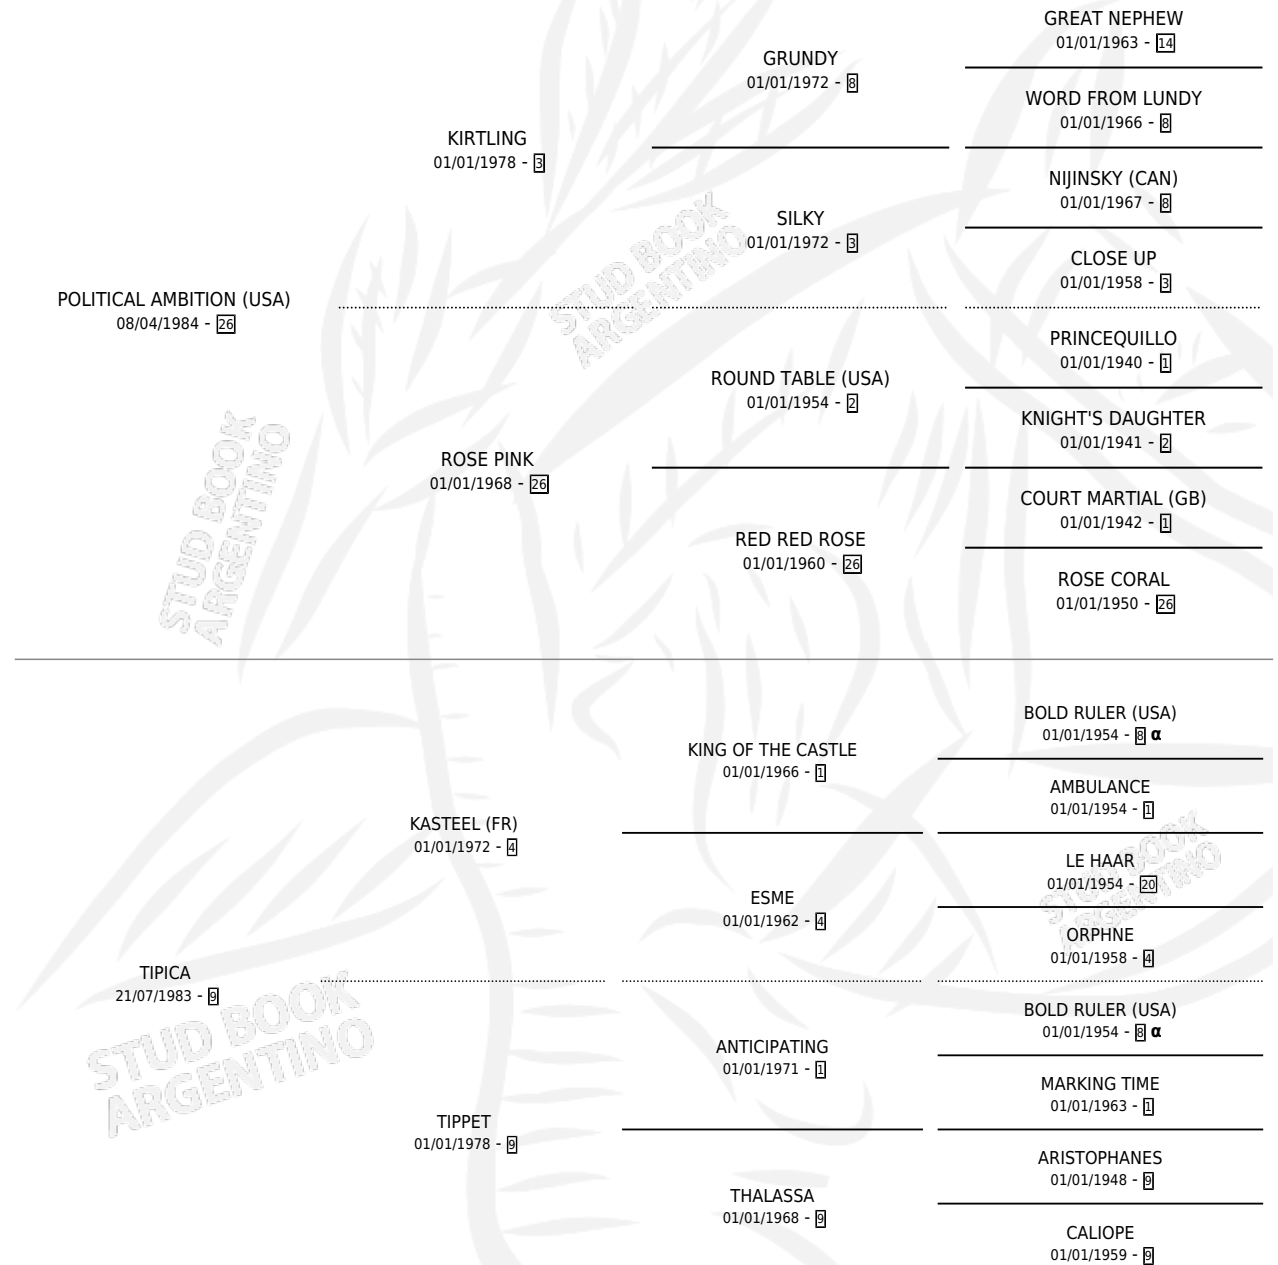 GREAT NEPHEW
01/01/1963 - 14
GRUNDY
01/01/1972 - 8
WORD FROM LUNDY
01/01/1966 - 8
KIRTLING
01/01/1978 - 3
NIJINSKY (CAN)
01/01/1967 - 8
SILKY
01/01/1972 - 3
CLOSE UP
01/01/1958 - 3
POLITICAL AMBITION (USA)
08/04/1984 - 26
PRINCEQUILLO
01/01/1940 - 1
ROUND TABLE (USA)
01/01/1954 - 2
KNIGHT'S DAUGHTER
01/01/1941 - 2
ROSE PINK
01/01/1968 - 26
COURT MARTIAL (GB)
01/01/1942 - 1
RED RED ROSE
01/01/1960 - 26
ROSE CORAL
01/01/1950 - 26
BOLD RULER (USA)
01/01/1954 - 8 α
KING OF THE CASTLE
01/01/1966 - 1
AMBULANCE
01/01/1954 - 1
KASTEEL (FR)
01/01/1972 - 4
LE HAAR
01/01/1954 - 20
ESME
01/01/1962 - 4
ORPHNE
01/01/1958 - 4
TIPICA
21/07/1983 - 9
BOLD RULER (USA)
01/01/1954 - 8 α
ANTICIPATING
01/01/1971 - 1
MARKING TIME
01/01/1963 - 1
TIPPET
01/01/1978 - 9
ARISTOPHANES
01/01/1948 - 9
THALASSA
01/01/1968 - 9
CALIOPE
01/01/1959 - 9
STUD BOOK
ARGENTINO
STUD BOOK
ARGENTINO
STUD BOOK
ARGENTINO
STUD BOOK
ARGENTINO